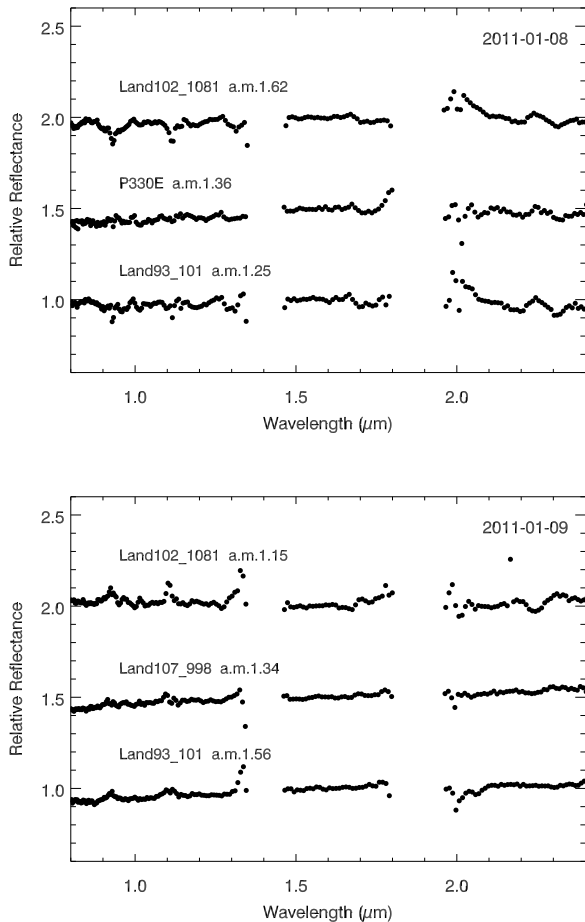 2.5
2011-01-08
Land102_1081 a.m.1.62
2.0
P330E a.m.1.36
1.5
Land93_101 a.m.1.25
1.0
Relative Reflectance
1.0 1.5 2.0
Wavelength (μm)
2.5
2011-01-09
Land102_1081 a.m.1.15
2.0
Land107_998 a.m.1.34
1.5
Land93_101 a.m.1.56
1.0
Relative Reflectance
1.0 1.5 2.0
Wavelength (μm)